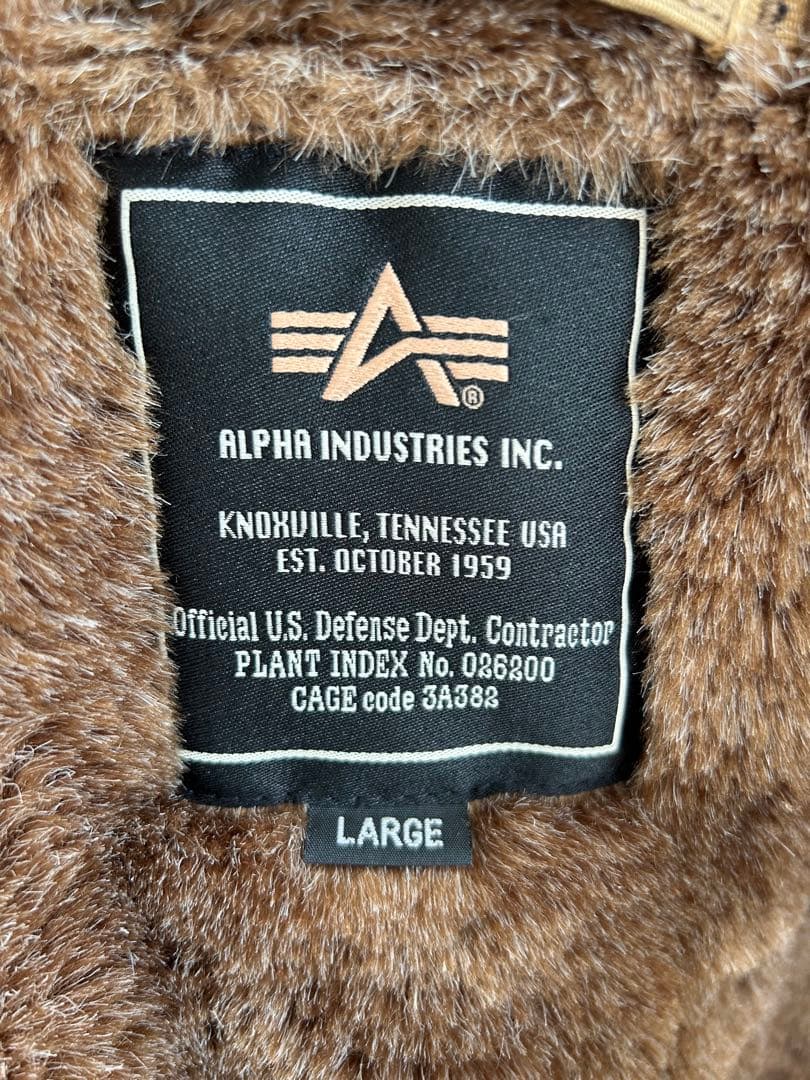 ®
ALPHA INDUSTRIES INC.
KNOXVILLE, TENNESSEE USA
EST. OCTOBER 1959
Official U.S. Defense Dept. Contractor
PLANT INDEX No. 026200
CAGE code 3A382
LARGE